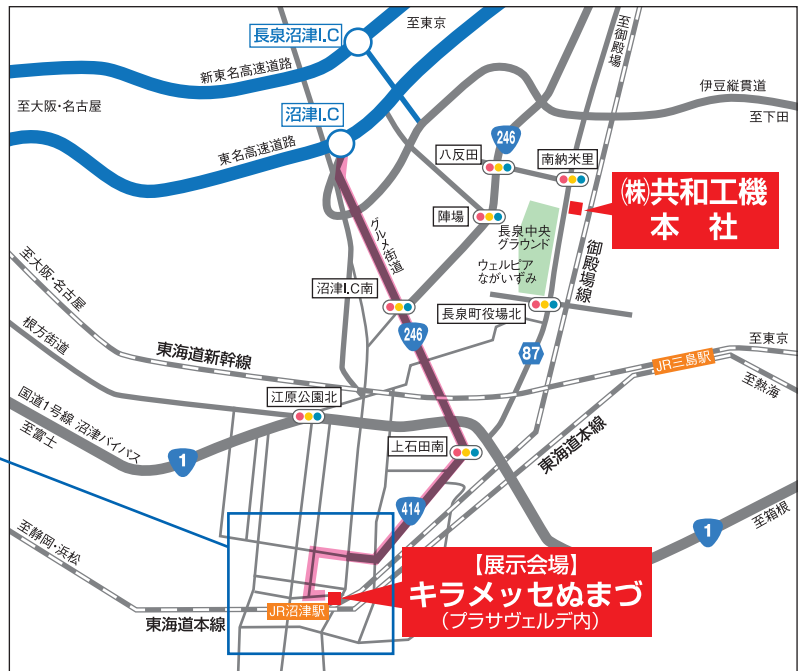 長泉沼津I.C
至東京
至御殿場
新東名高速道路
伊豆縦貫道
至大阪・名古屋
沼津I.C
至下田
246
東名高速道路
八反田
南納米里
(株)共和工機
本 社
陣場
グルメ街道
長泉中央
グラウンド
ウェルピア
ながいずみ
御殿場線
至大阪・名古屋
沼津I.C南
長泉町役場北
246
根方街道
東海道新幹線
87
至東京
JR三島駅
至熱海
江原公園北
国道1号線 沼津バイパス
至富士
1
上石田南
東海道本線
414
至箱根
1
至静岡・浜松
【展示会場】
キラメッセぬまづ
(プラサヴェルデ内)
JR沼津駅
東海道本線